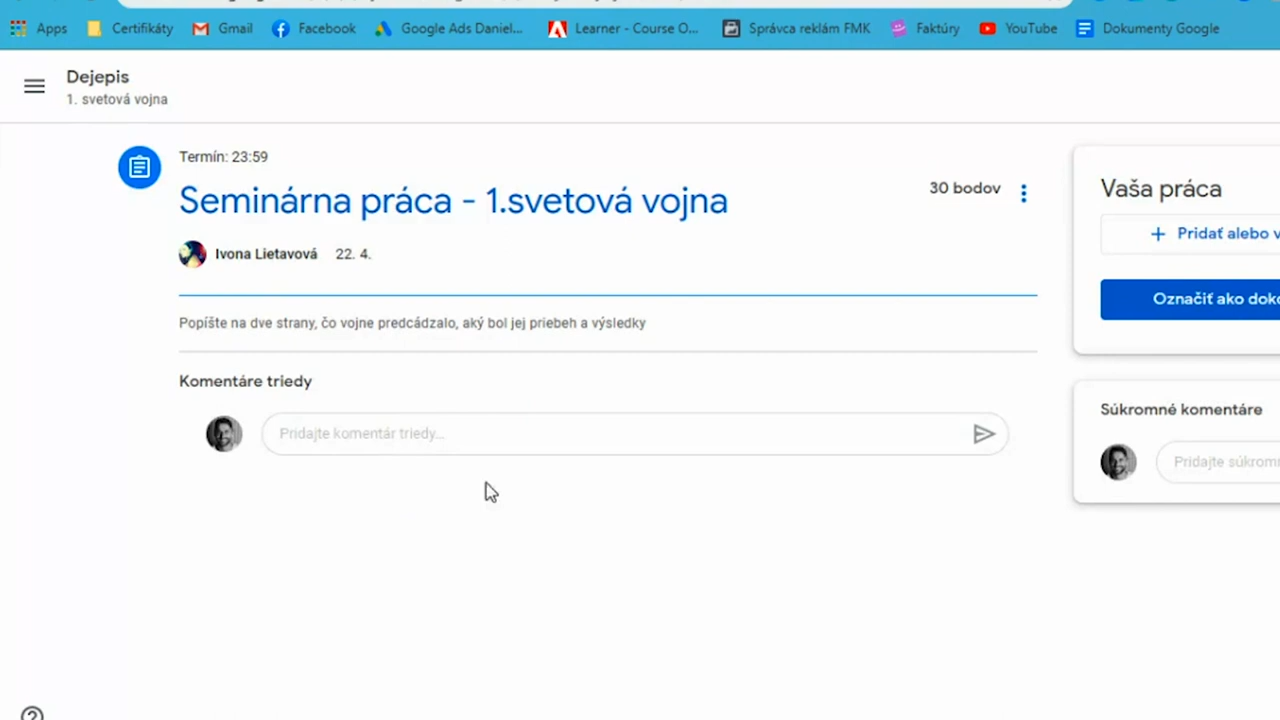 Apps Certifikáty Gmail Facebook Google Ads Daniel... Learner - Course O... Správca reklám FMK Faktúry YouTube Dokumenty Google
Dejepis
1. svetová vojna
Termín: 23:59
Seminárna práca - 1.svetová vojna
30 bodov
Ivona Lietavová 22. 4.
Popíšte na dve strany, čo vojne predcádzalo, aký bol jej priebeh a výsledky
Komentáre triedy
Pridajte komentár triedy...
Vaša práca
+ Pridať alebo v
Označiť ako doko
Súkromné komentáre
Pridajte súkrom